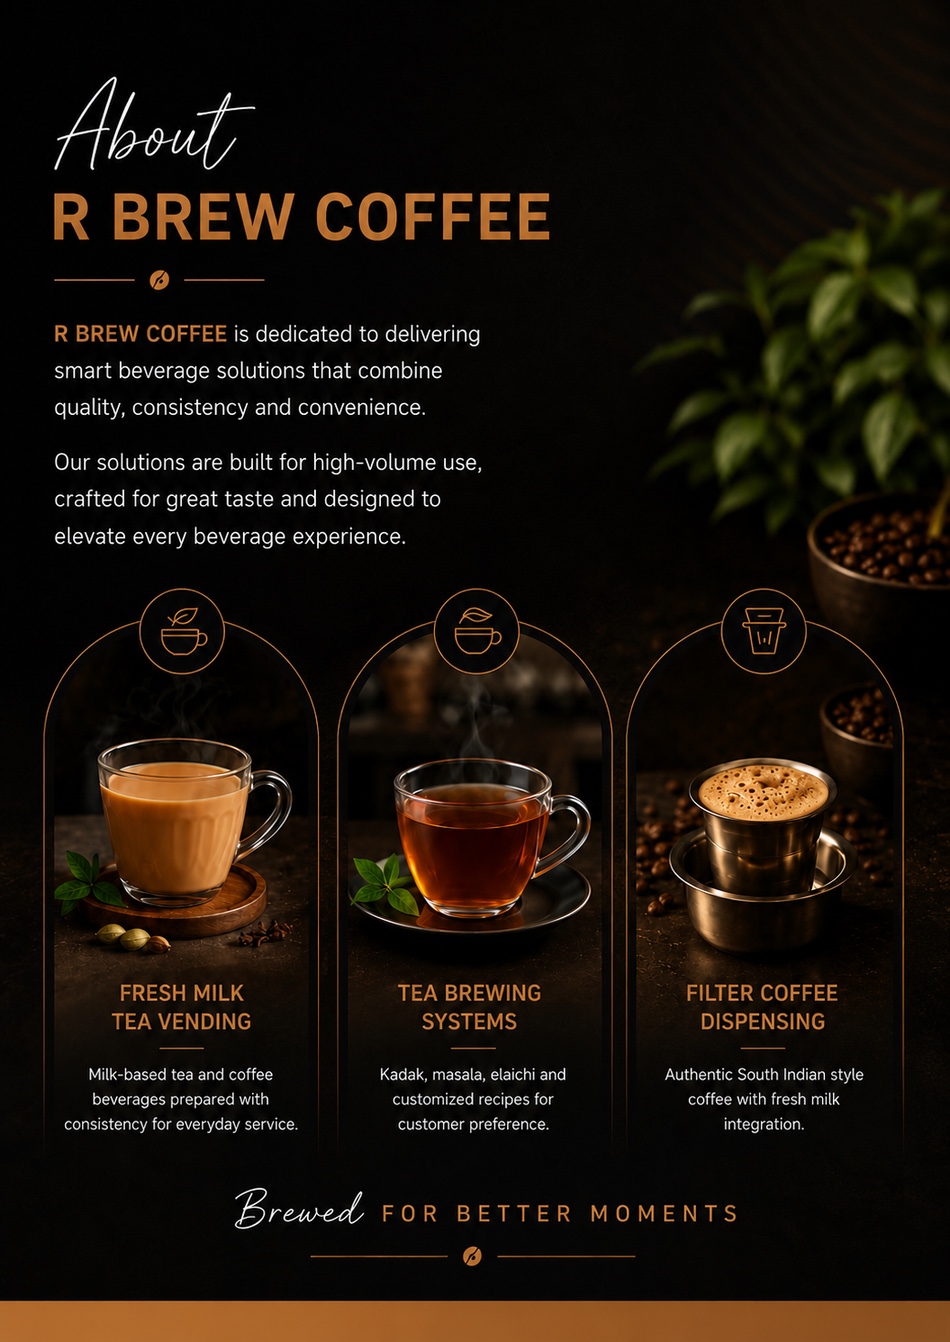 About
R BREW COFFEE
R BREW COFFEE is dedicated to delivering
smart beverage solutions that combine
quality, consistency and convenience.
Our solutions are built for high-volume use,
crafted for great taste and designed to
elevate every beverage experience.
FRESH MILK
TEA VENDING
Milk-based tea and coffee
beverages prepared with
consistency for everyday service.
TEA BREWING
SYSTEMS
Kadak, masala, elaichi and
customized recipes for
customer preference.
FILTER COFFEE
DISPENSING
Authentic South Indian style
coffee with fresh milk
integration.
Brewed FOR BETTER MOMENTS